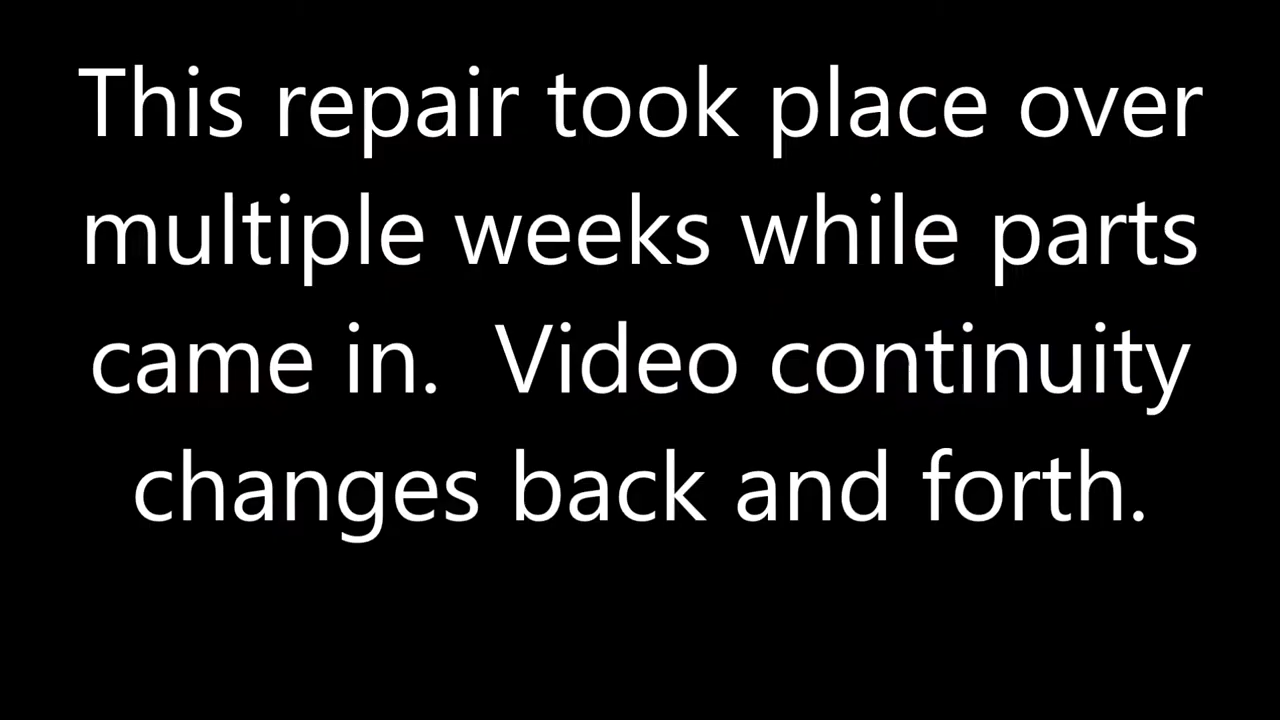 This repair took place over
multiple weeks while parts
came in.  Video continuity
changes back and forth.